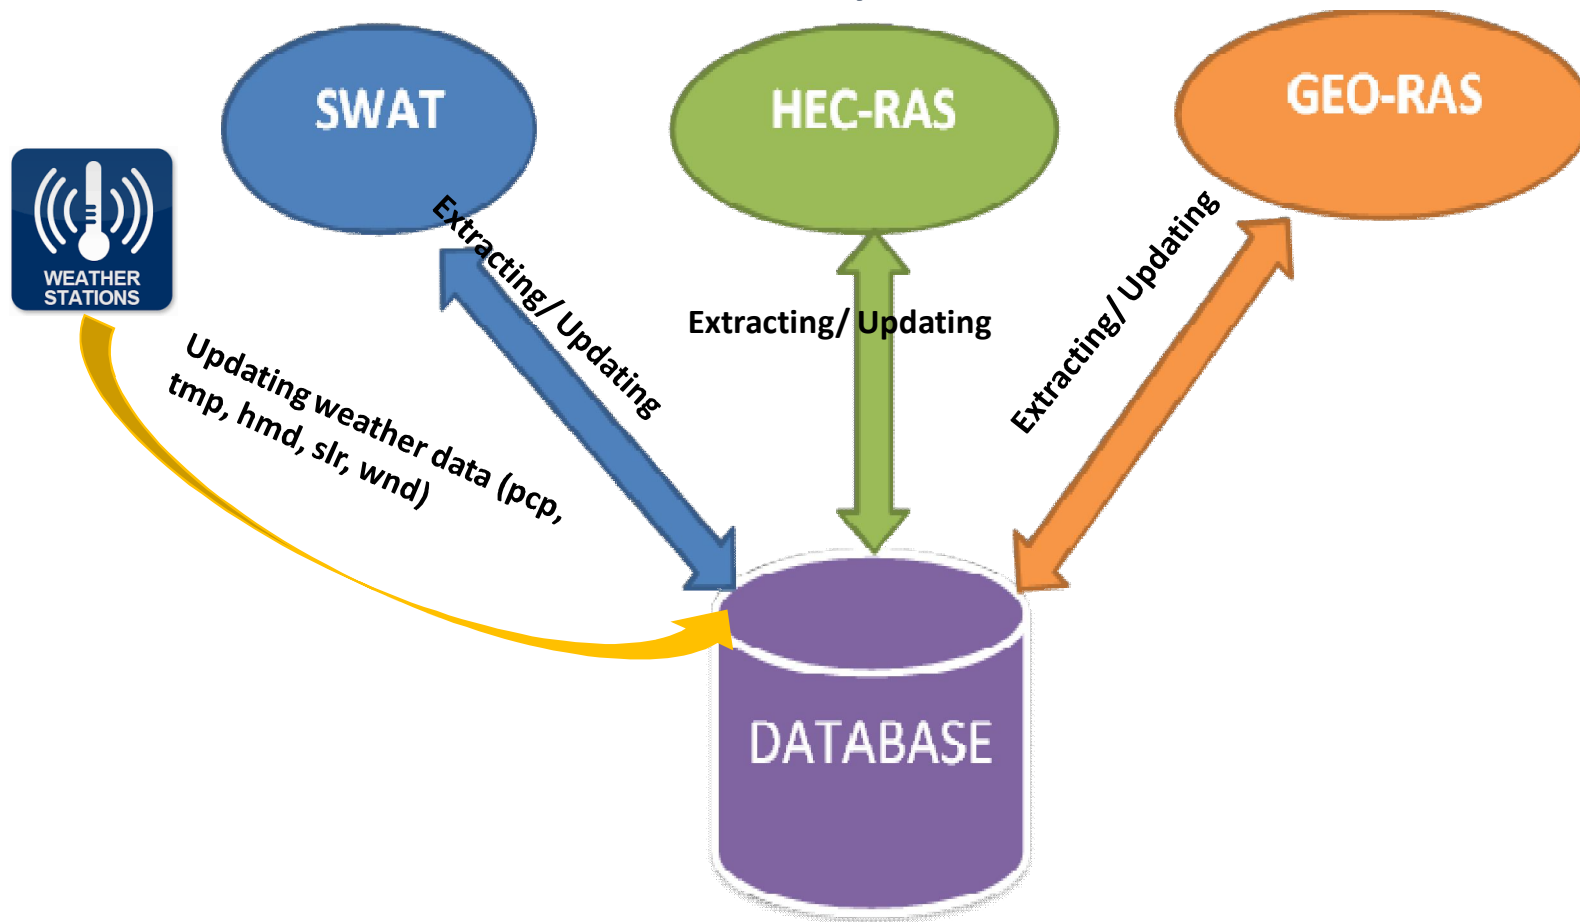 SWAT
HEC-RAS
GEO-RAS
WEATHER
STATIONS
Extracting/ Updating
Extracting/ Updating
Extracting/ Updating
Updating weather data (pcp,
tmp, hmd, slr, wnd)
DATABASE